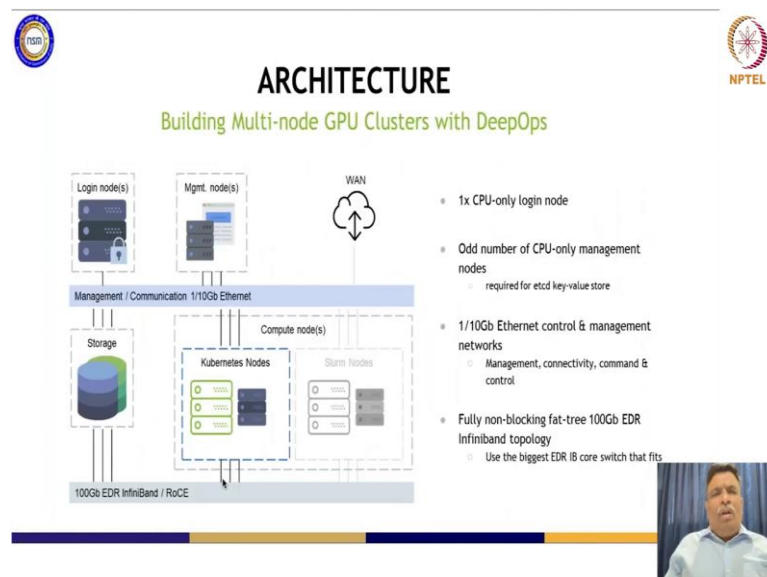 nsm
NPTEL
ARCHITECTURE
Building Multi-node GPU Clusters with DeepOps
Login node(s)
Mgmt. node(s)
WAN
Management / Communication 1/10Gb Ethernet
Storage
Compute node(s)
Kubernetes Nodes
Slurm Nodes
100Gb EDR InfiniBand / RoCE
1x CPU-only login node
Odd number of CPU-only management
nodes
required for etcd key-value store
1/10Gb Ethernet control & management
networks
Management, connectivity, command &
control
Fully non-blocking fat-tree 100Gb EDR
Infiniband topology
Use the biggest EDR IB core switch that fits